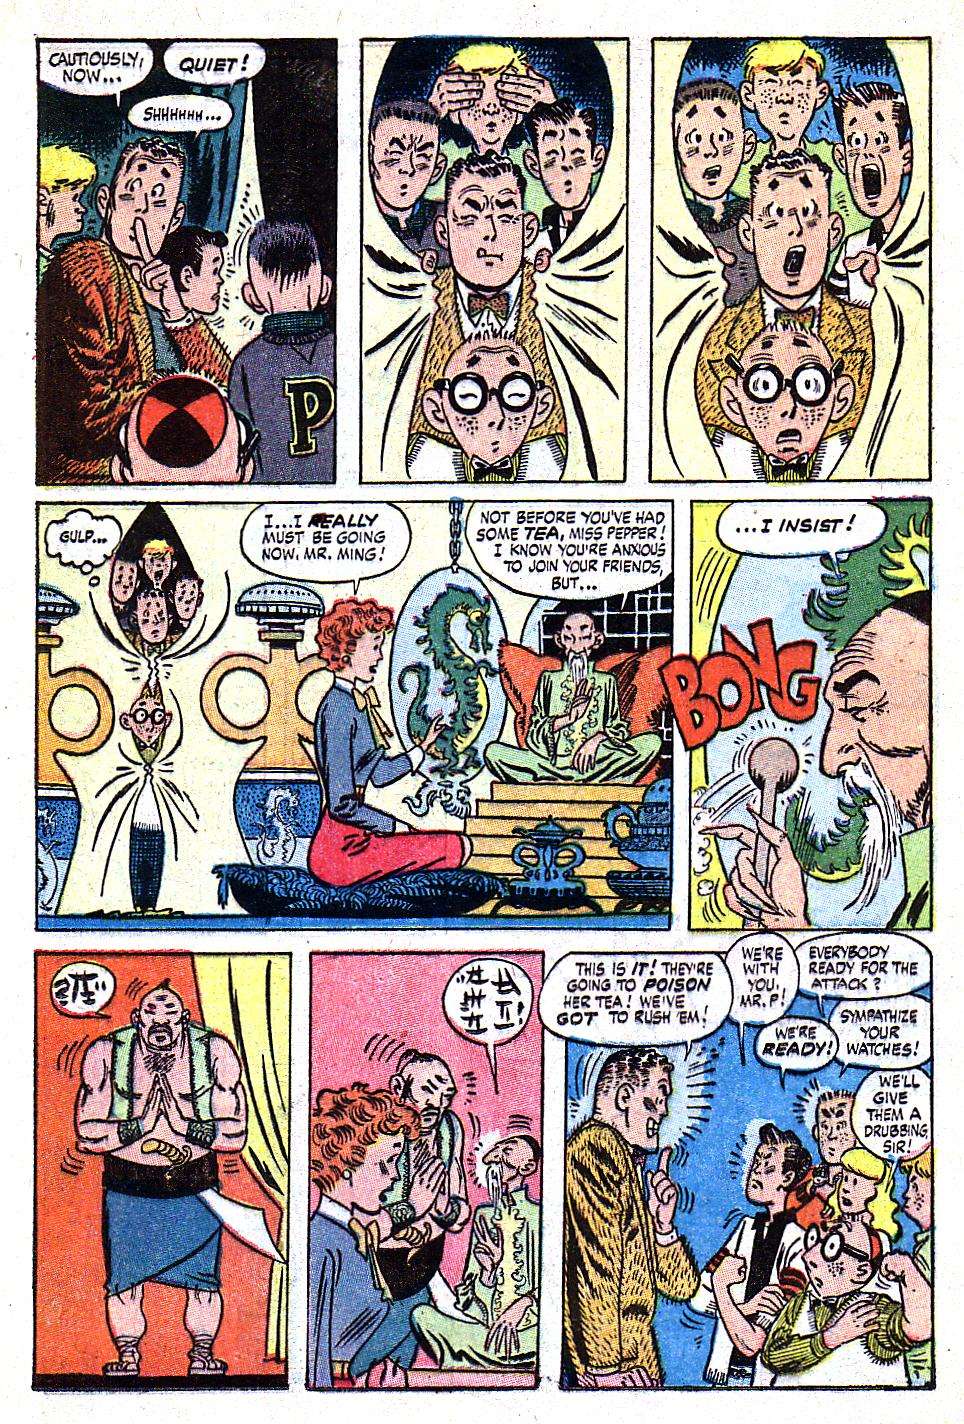 CAUTIOUSLY,
NOW...
QUIET!
SHHHHHH...
P
GULP...
I...I REALLY
MUST BE GOING
NOW, MR. MING!
NOT BEFORE YOU'VE HAD
SOME TEA, MISS PEPPER!
I KNOW YOU'RE ANXIOUS
TO JOIN YOUR FRIENDS,
BUT...
...I INSIST!
BONG
THIS IS IT! THEY'RE
GOING TO POISON
HER TEA! WE'VE
GOT TO RUSH 'EM!
WE'RE
WITH
YOU,
MR. P!
EVERYBODY
READY FOR THE
ATTACK?
WE'RE
READY!
SYMPATHIZE
YOUR
WATCHES!
WE'LL
GIVE
THEM A
DRUBBING,
SIR!